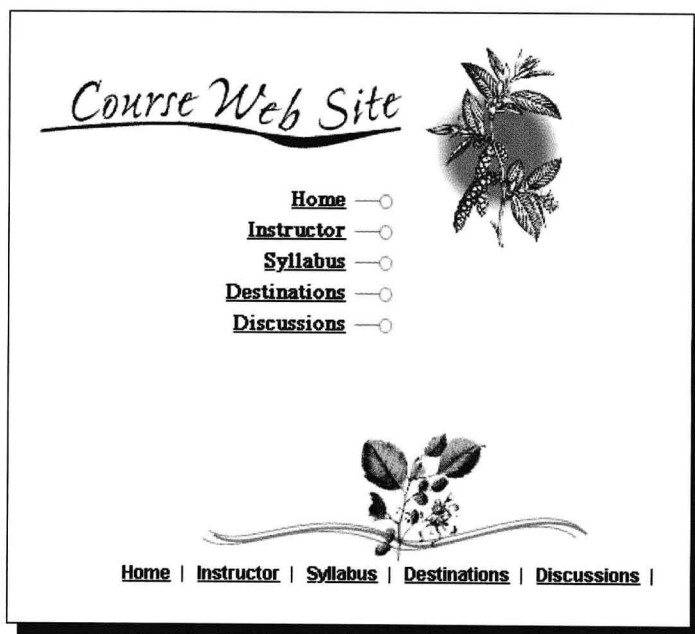 Course Web Site
Home
Instructor
Syllabus
Destinations
Discussions
Home | Instructor | Syllabus | Destinations | Discussions |